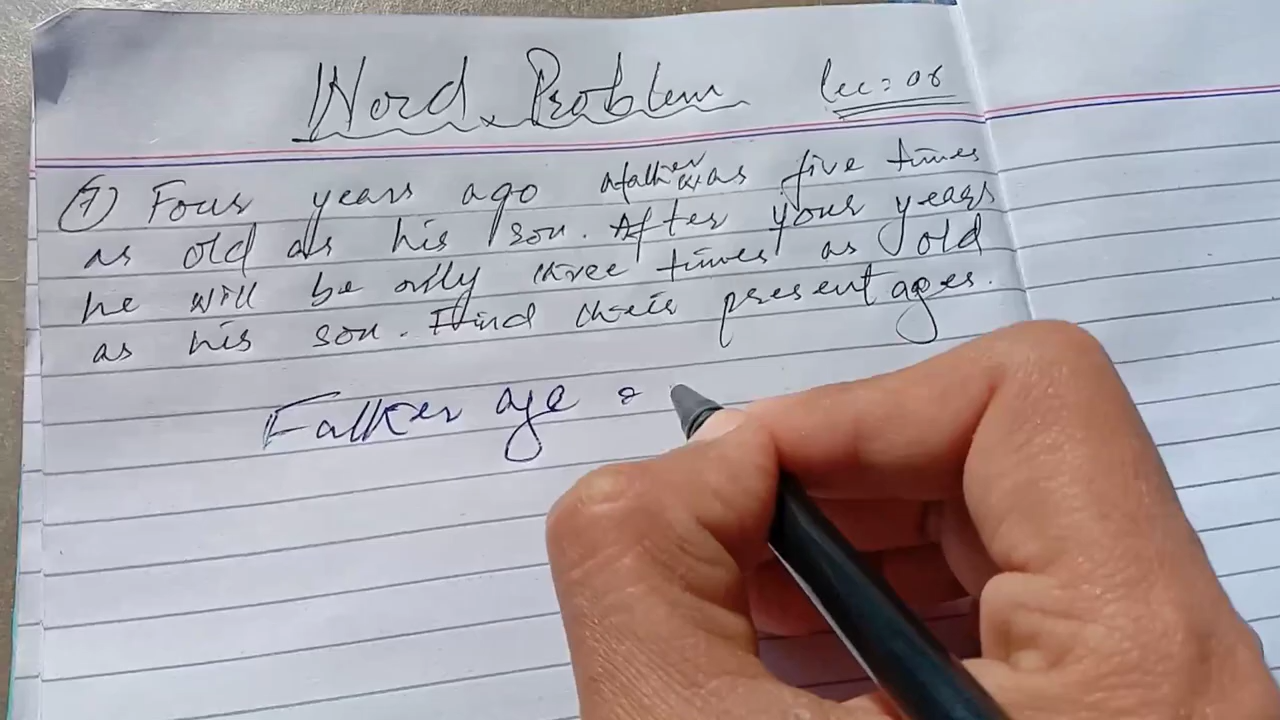 Word Problem lec = 08
(7) Four years ago a father was five times
as old as his son. After four years
he will be only three times as old
as his son. Find their present ages.
Father age =